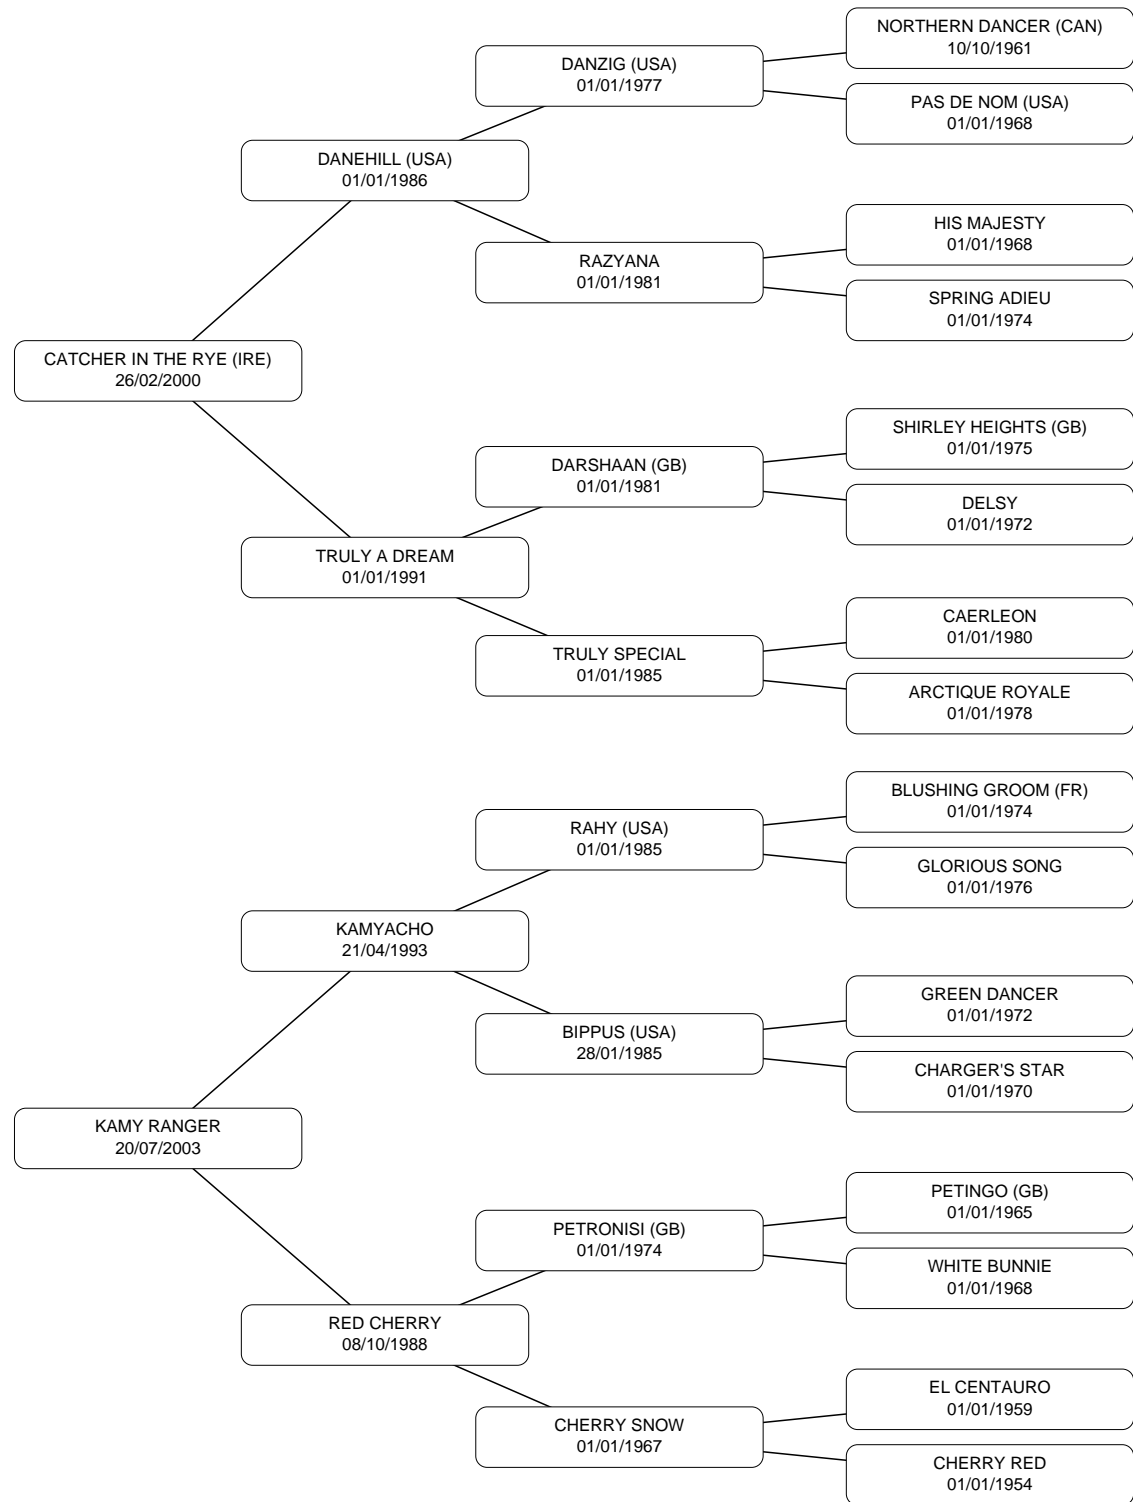 NORTHERN DANCER (CAN)
10/10/1961
DANZIG (USA)
01/01/1977
PAS DE NOM (USA)
01/01/1968
DANEHILL (USA)
01/01/1986
HIS MAJESTY
01/01/1968
RAZYANA
01/01/1981
SPRING ADIEU
01/01/1974
CATCHER IN THE RYE (IRE)
26/02/2000
SHIRLEY HEIGHTS (GB)
01/01/1975
DARSHAAN (GB)
01/01/1981
DELSY
01/01/1972
TRULY A DREAM
01/01/1991
CAERLEON
01/01/1980
TRULY SPECIAL
01/01/1985
ARCTIQUE ROYALE
01/01/1978
BLUSHING GROOM (FR)
01/01/1974
RAHY (USA)
01/01/1985
GLORIOUS SONG
01/01/1976
KAMYACHO
21/04/1993
GREEN DANCER
01/01/1972
BIPPUS (USA)
28/01/1985
CHARGER'S STAR
01/01/1970
KAMY RANGER
20/07/2003
PETINGO (GB)
01/01/1965
PETRONISI (GB)
01/01/1974
WHITE BUNNIE
01/01/1968
RED CHERRY
08/10/1988
EL CENTAURO
01/01/1959
CHERRY SNOW
01/01/1967
CHERRY RED
01/01/1954